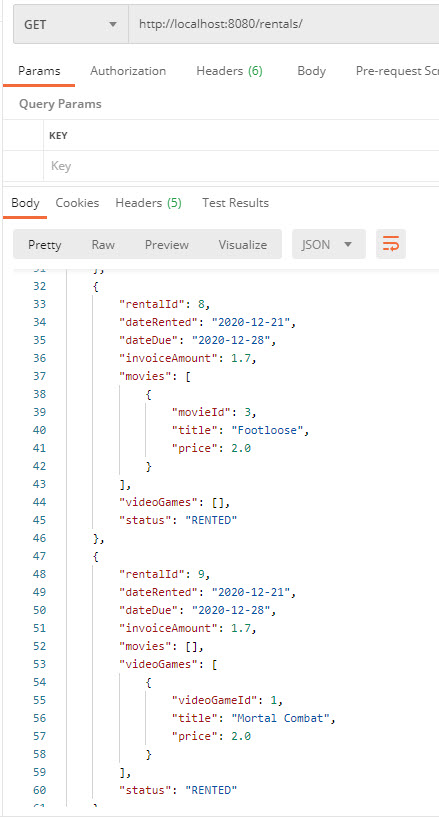 GET http://localhost:8080/rentals/
Params Authorization Headers (6) Body Pre-request Scr
Query Params
KEY
Key
Body Cookies Headers (5) Test Results
Pretty Raw Preview Visualize JSON
31 },
32 {
33 "rentalId": 8,
34 "dateRented": "2020-12-21",
35 "dateDue": "2020-12-28",
36 "invoiceAmount": 1.7,
37 "movies": [
38 {
39 "movieId": 3,
40 "title": "Footloose",
41 "price": 2.0
42 }
43 ],
44 "videoGames": [],
45 "status": "RENTED"
46 },
47 {
48 "rentalId": 9,
49 "dateRented": "2020-12-21",
50 "dateDue": "2020-12-28",
51 "invoiceAmount": 1.7,
52 "movies": [],
53 "videoGames": [
54 {
55 "videoGameId": 1,
56 "title": "Mortal Combat",
57 "price": 2.0
58 }
59 ],
60 "status": "RENTED"
61 }